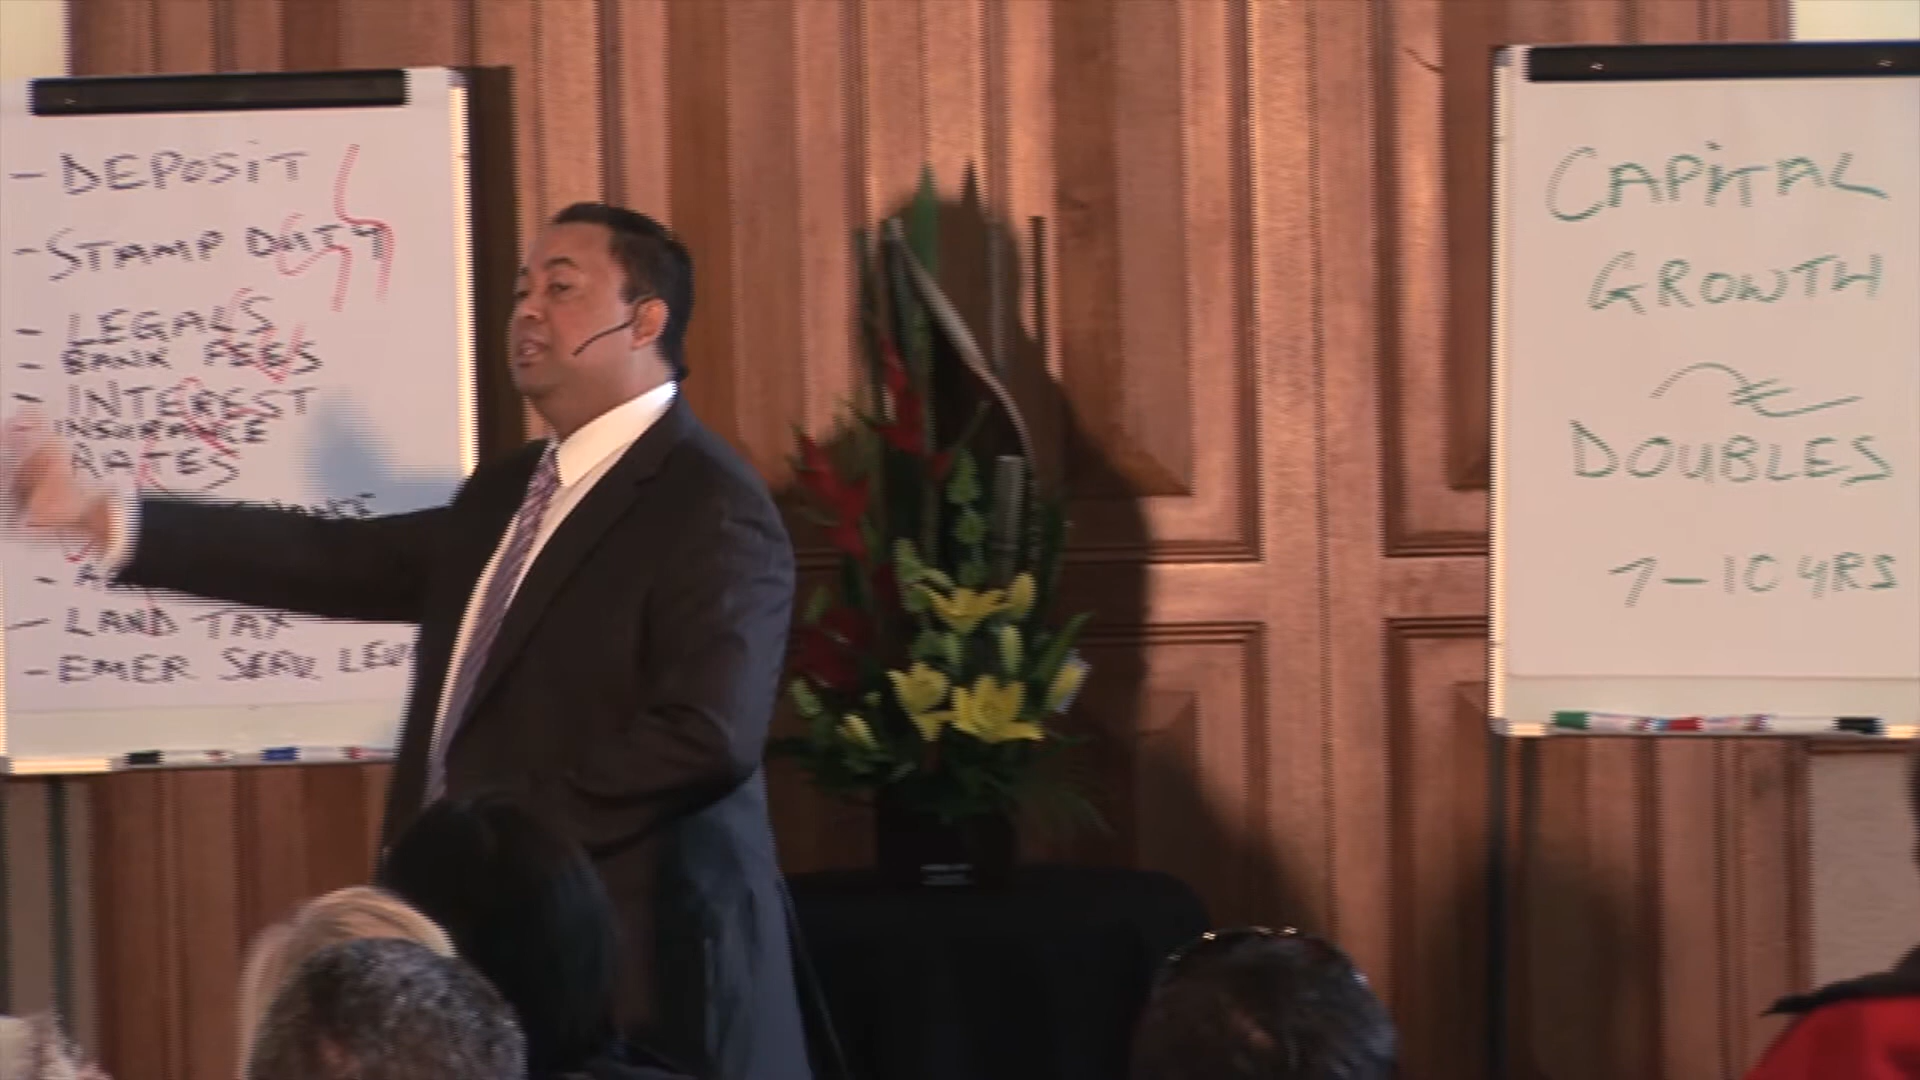 - DEPOSIT
- STAMP DUTY
- LEGALS
- BANK FEES
- INTEREST
INSURANCE
RATES
- LAND TAX
- EMER SERV
CAPITAL
GROWTH
DOUBLES
7-10 YRS